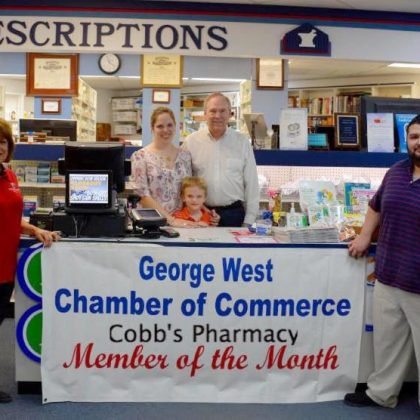 ESCRIPTIONS
George West
Chamber of Commerce
Cobb's Pharmacy
Member of the Month